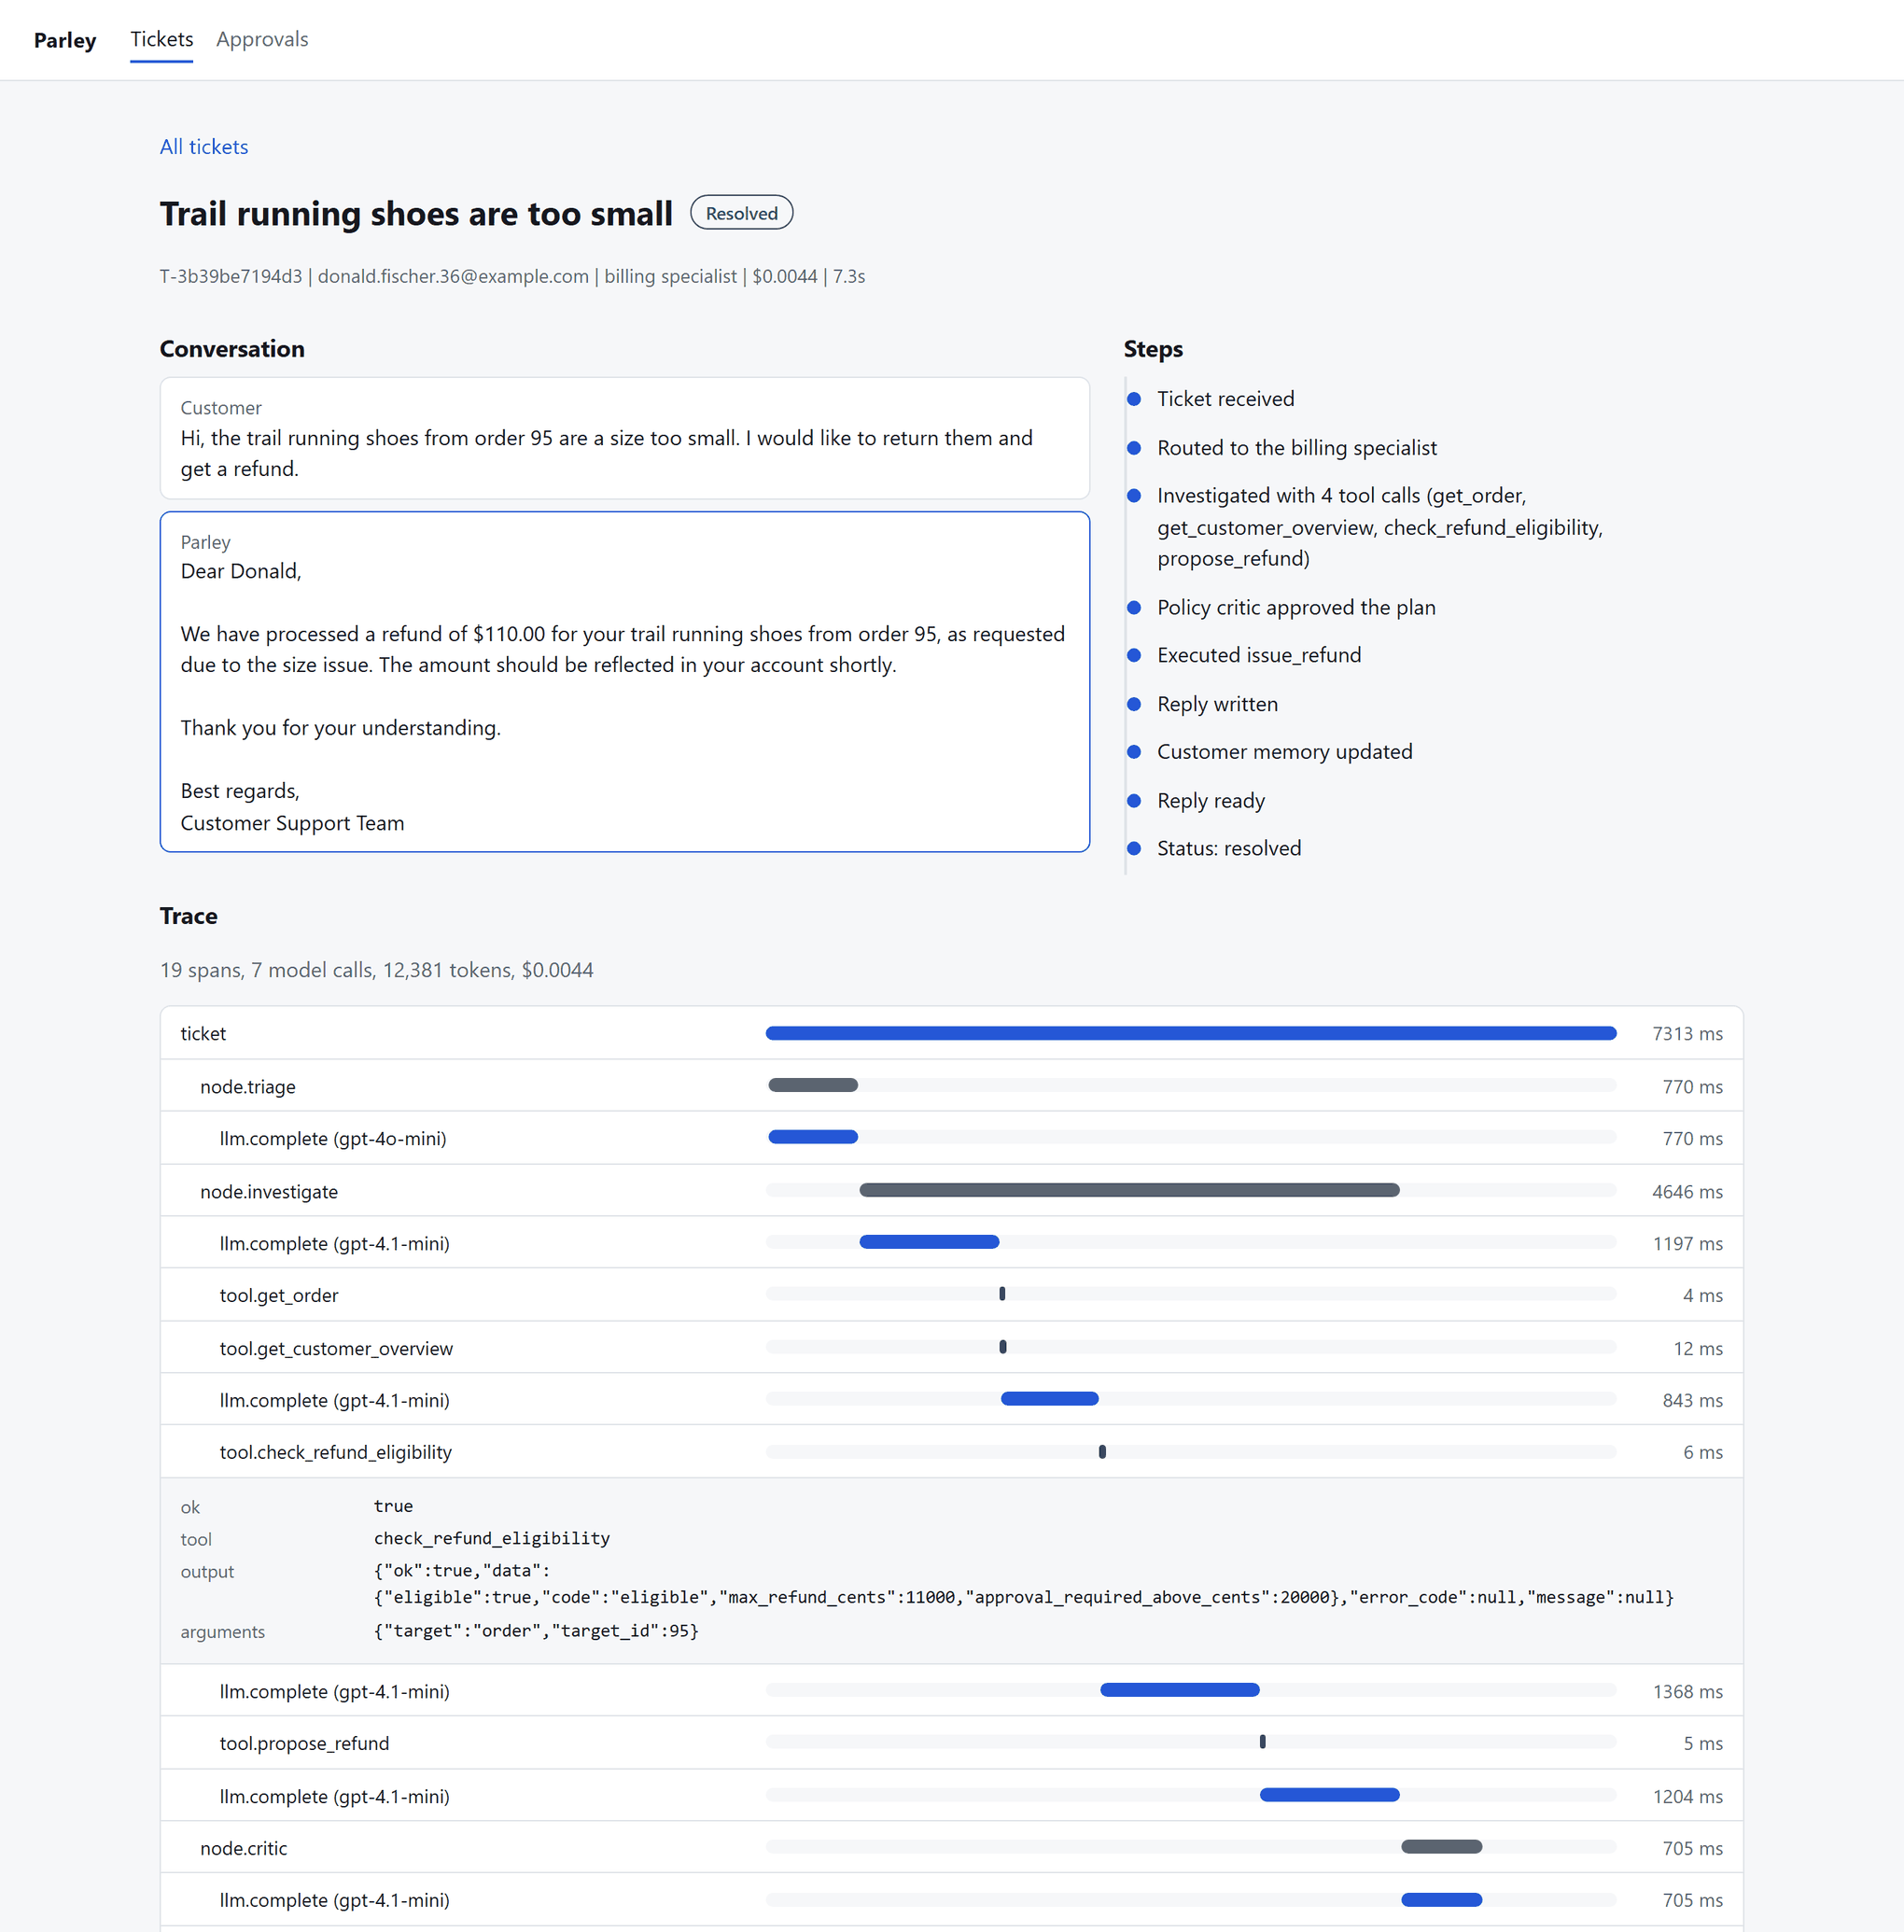 Parley Tickets Approvals
All tickets
Trail running shoes are too small Resolved
T-3b39be7194d3 | donald.fischer.36@example.com | billing specialist | $0.0044 | 7.3s
Conversation
Customer
Hi, the trail running shoes from order 95 are a size too small. I would like to return them and
get a refund.
Parley
Dear Donald,
We have processed a refund of $110.00 for your trail running shoes from order 95, as requested
due to the size issue. The amount should be reflected in your account shortly.
Thank you for your understanding.
Best regards,
Customer Support Team
Steps
Ticket received
Routed to the billing specialist
Investigated with 4 tool calls (get_order,
get_customer_overview, check_refund_eligibility,
propose_refund)
Policy critic approved the plan
Executed issue_refund
Reply written
Customer memory updated
Reply ready
Status: resolved
Trace
19 spans, 7 model calls, 12,381 tokens, $0.0044
ticket 7313 ms
node.triage 770 ms
llm.complete (gpt-4o-mini) 770 ms
node.investigate 4646 ms
llm.complete (gpt-4.1-mini) 1197 ms
tool.get_order 4 ms
tool.get_customer_overview 12 ms
llm.complete (gpt-4.1-mini) 843 ms
tool.check_refund_eligibility 6 ms
ok true
tool check_refund_eligibility
output {"ok":true,"data":
{"eligible":true,"code":"eligible","max_refund_cents":11000,"approval_required_above_cents":20000},"error_code":null,"message":null}
arguments {"target":"order","target_id":95}
llm.complete (gpt-4.1-mini) 1368 ms
tool.propose_refund 5 ms
llm.complete (gpt-4.1-mini) 1204 ms
node.critic 705 ms
llm.complete (gpt-4.1-mini) 705 ms